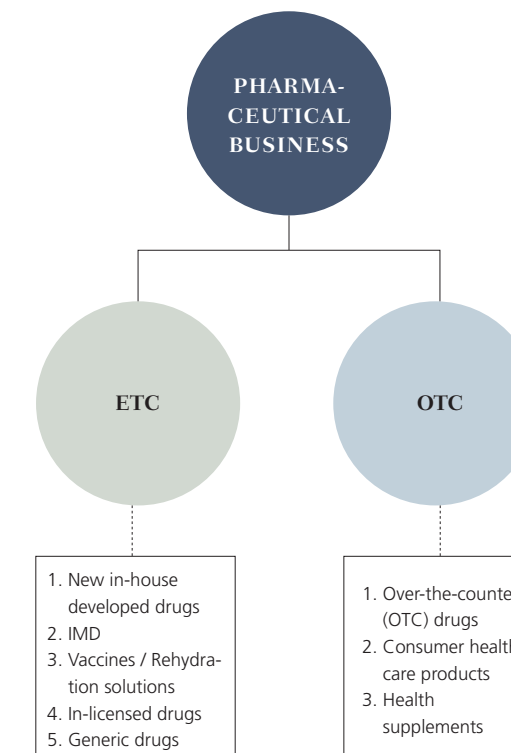 PHARMA-
CEUTICAL
BUSINESS
ETC
OTC
1. New in-house
developed drugs
2. IMD
3. Vaccines / Rehydra-
tion solutions
4. In-licensed drugs
5. Generic drugs
1. Over-the-counte
(OTC) drugs
2. Consumer health
care products
3. Health
supplements